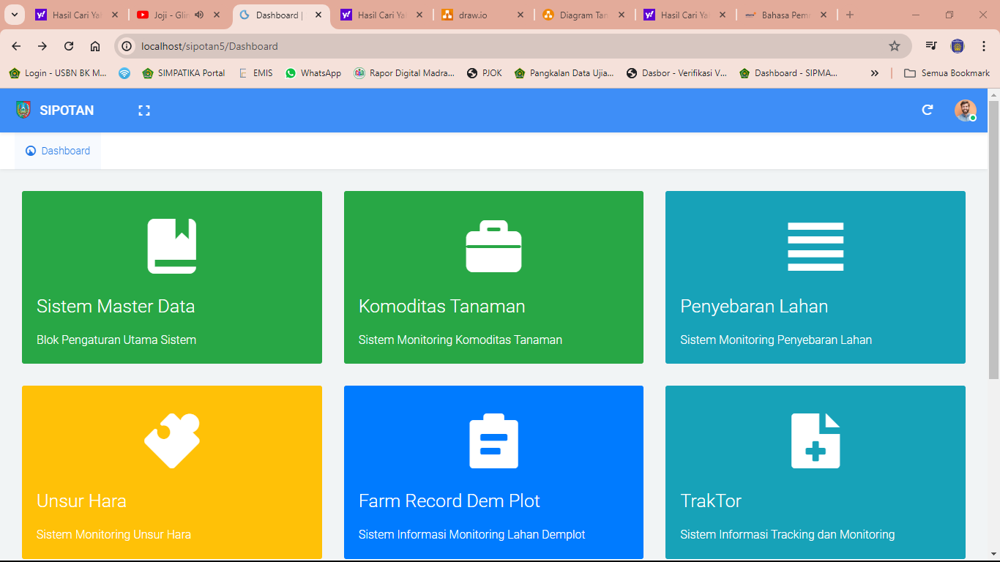 Hasil Cari Ya
Joji - Glim
Dashboard |
Hasil Cari Ya
draw.io
Diagram Tan
Hasil Cari Ya
Bahasa Pem
localhost/sipotan5/Dashboard
Login - USBN BK M...
SIMPATIKA Portal
EMIS
WhatsApp
Rapor Digital Madra...
PJOK
Pangkalan Data Ujia...
Dasbor - Verifikasi V...
Dashboard - SIPMA...
Semua Bookmark
SIPOTAN
Dashboard
Sistem Master Data
Blok Pengaturan Utama Sistem
Komoditas Tanaman
Sistem Monitoring Komoditas Tanaman
Penyebaran Lahan
Sistem Monitoring Penyebaran Lahan
Unsur Hara
Sistem Monitoring Unsur Hara
Farm Record Dem Plot
Sistem Informasi Monitoring Lahan Demplot
TrakTor
Sistem Informasi Tracking dan Monitoring